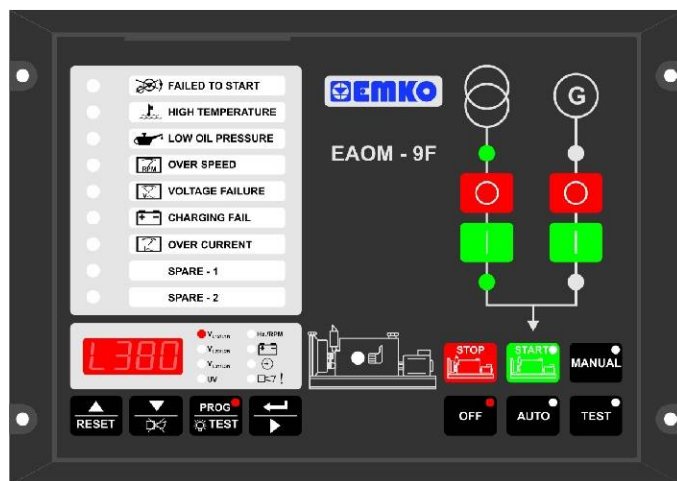 FAILED TO START
HIGH TEMPERATURE
LOW OIL PRESSURE
OVER SPEED
VOLTAGE FAILURE
CHARGING FAIL
OVER CURRENT
SPARE - 1
SPARE - 2
EMKO
EAOM - 9F
G
RPM
L380
Hz./RPM
UV
STOP
START
MANUAL
RESET
PROG
TEST
OFF
AUTO
TEST